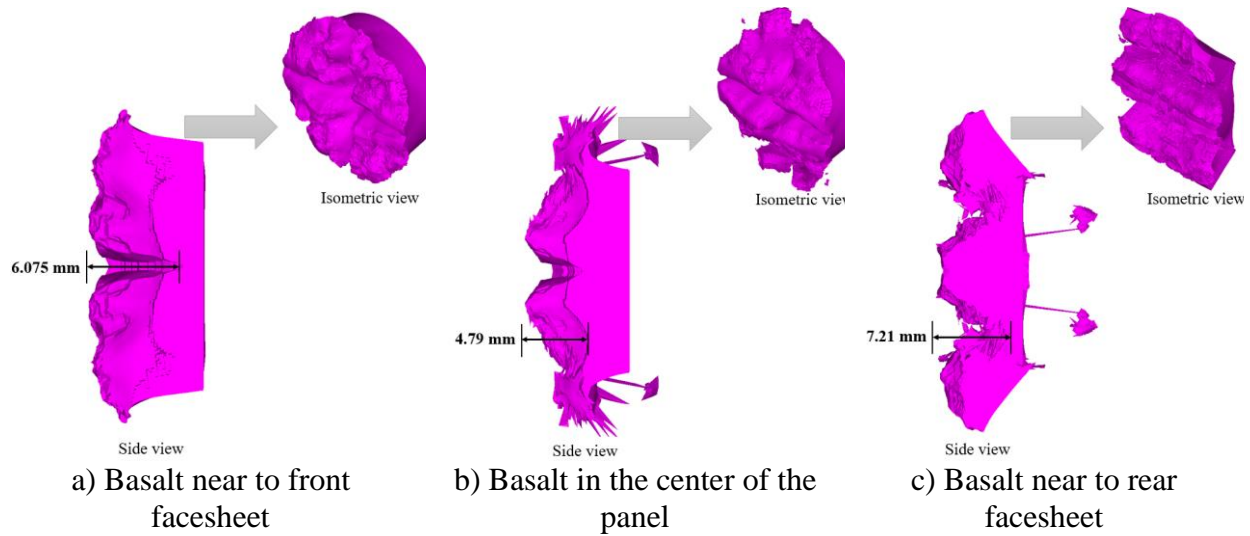 Isometric view
6.075 mm
Side view
a) Basalt near to front
facesheet
Isometric view
4.79 mm
Side view
b) Basalt in the center of the
panel
Isometric view
7.21 mm
Side view
c) Basalt near to rear
facesheet